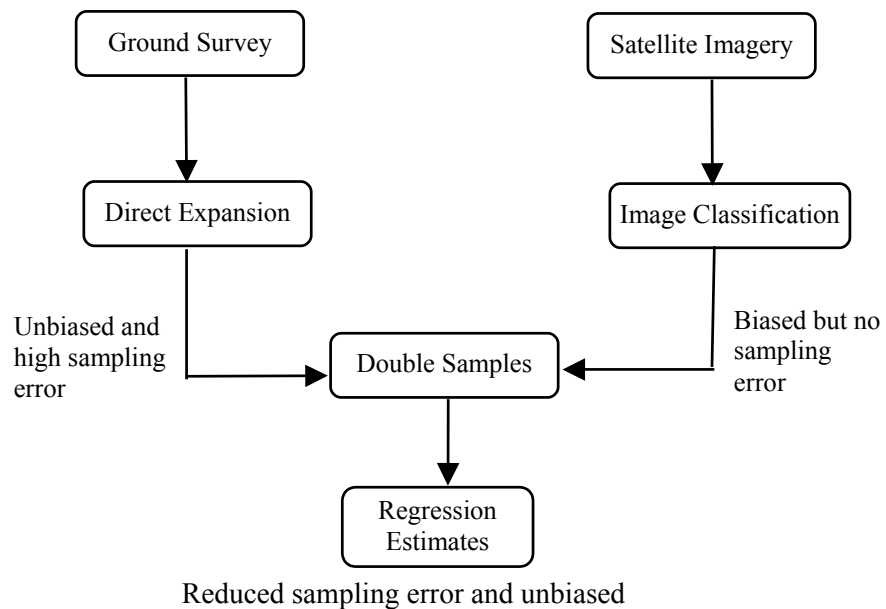 Ground Survey
Satellite Imagery
Direct Expansion
Image Classification
Unbiased and
high sampling
error
Biased but no
sampling
error
Double Samples
Regression
Estimates
Reduced sampling error and unbiased